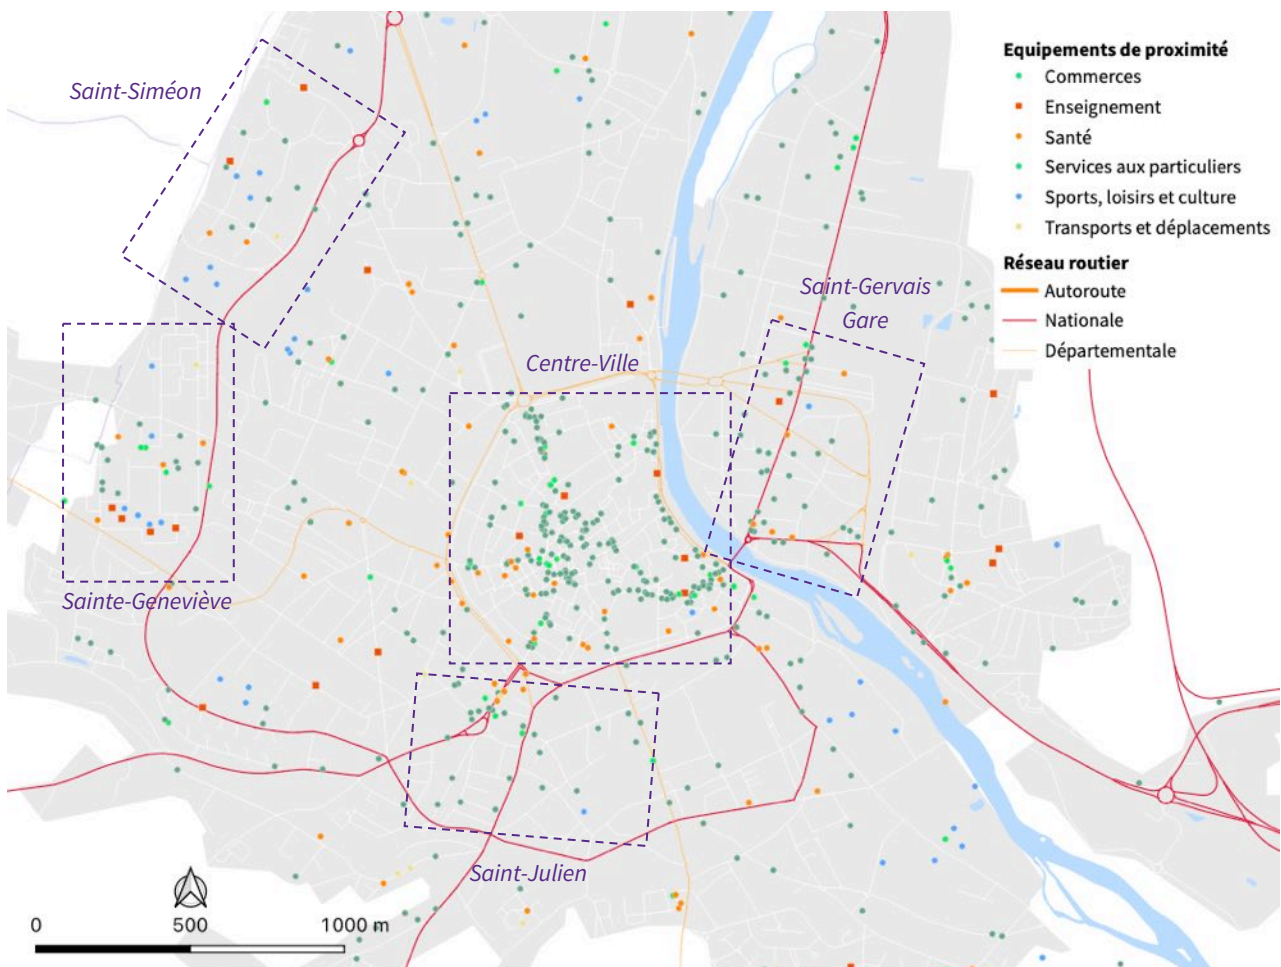 Equipements de proximité
Commerces
Enseignement
Santé
Services aux particuliers
Sports, loisirs et culture
Transports et déplacements
Réseau routier
Autoroute
Nationale
Départementale
Saint-Siméon
Saint-Gervais
Gare
Centre-Ville
Sainte-Geneviève
Saint-Julien
0 500 1000 m